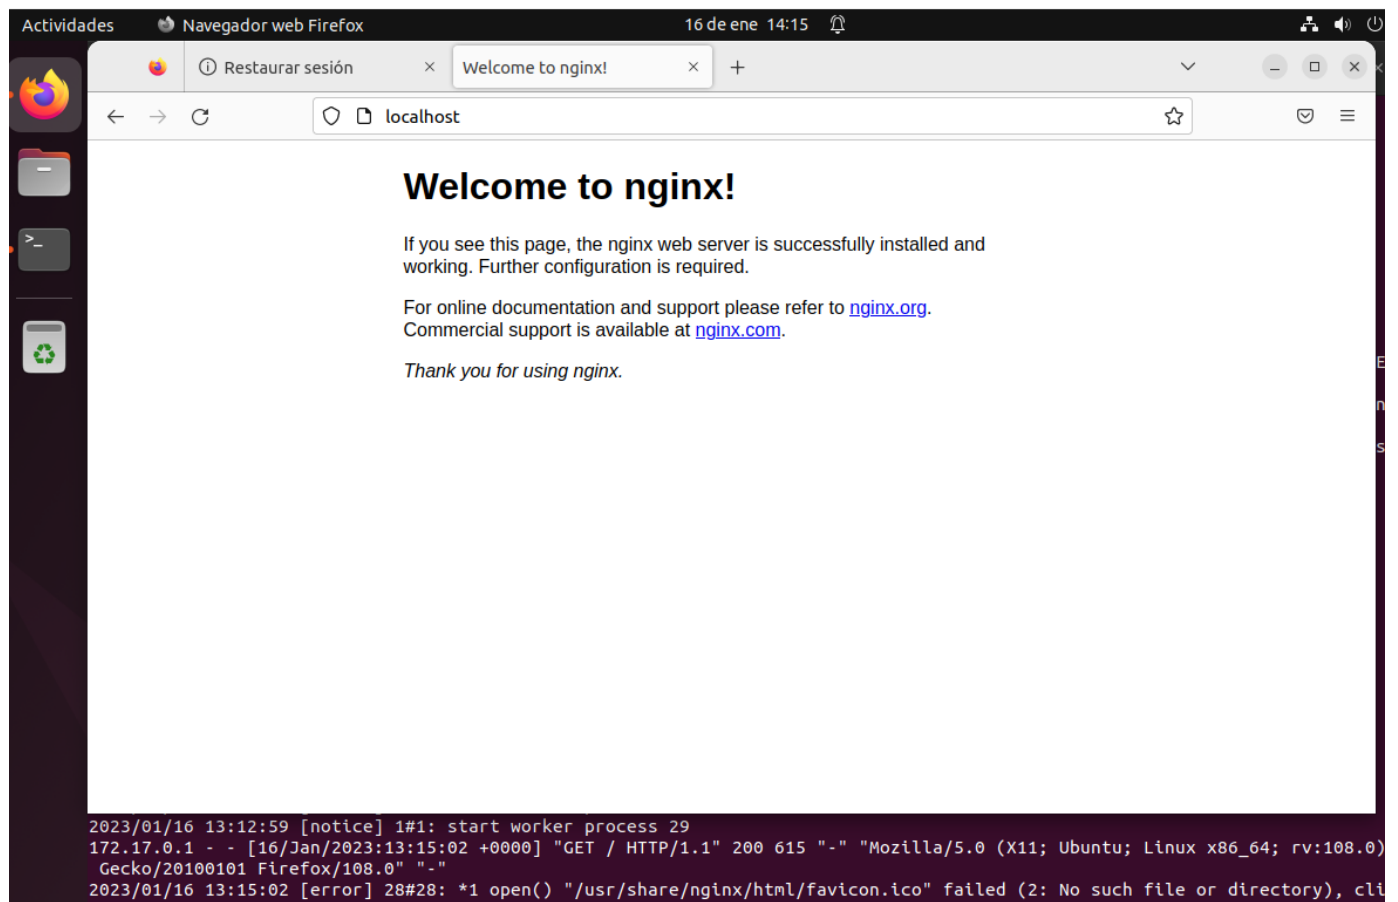 Actividades Navegador web Firefox 16 de ene 14:15
Restaurar sesión Welcome to nginx!
localhost
Welcome to nginx!
If you see this page, the nginx web server is successfully installed and
working. Further configuration is required.
For online documentation and support please refer to nginx.org.
Commercial support is available at nginx.com.
Thank you for using nginx.
E
n
s
2023/01/16 13:12:59 [notice] 1#1: start worker process 29
172.17.0.1 - - [16/Jan/2023:13:15:02 +0000] "GET / HTTP/1.1" 200 615 "-" "Mozilla/5.0 (X11; Ubuntu; Linux x86_64; rv:108.0)
Gecko/20100101 Firefox/108.0" "-"
2023/01/16 13:15:02 [error] 28#28: *1 open() "/usr/share/nginx/html/favicon.ico" failed (2: No such file or directory), cli